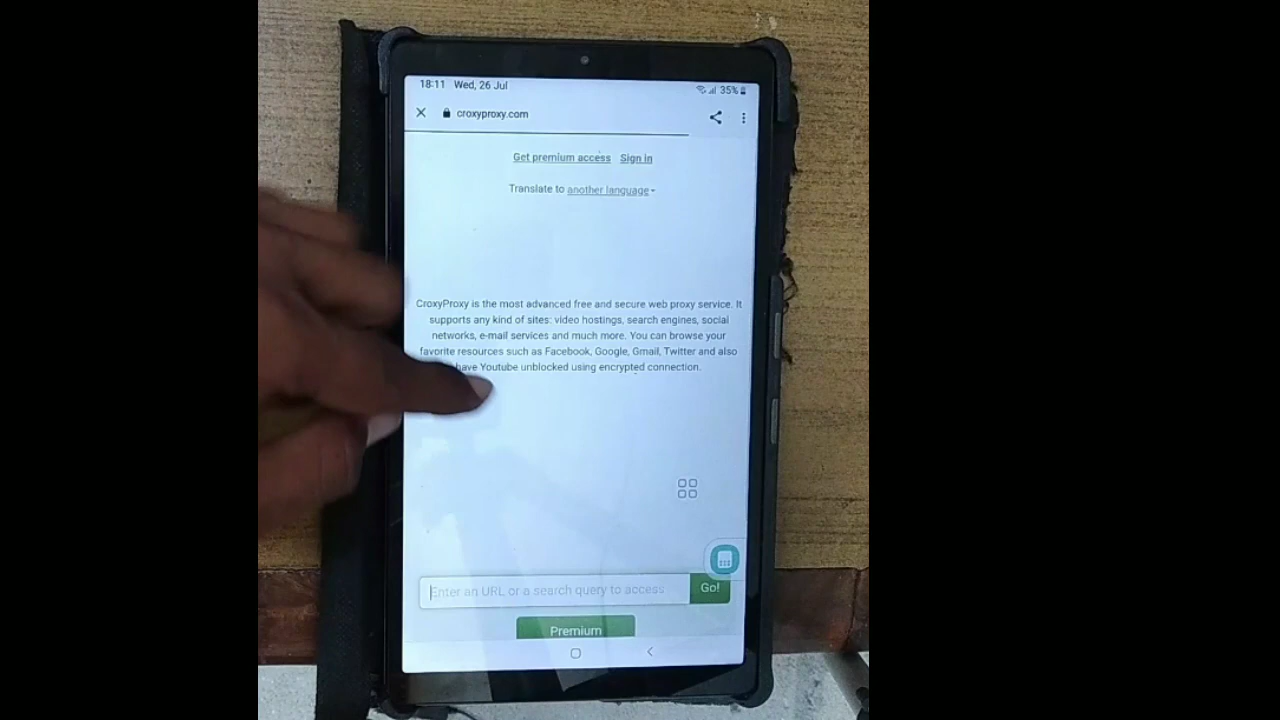 18:11 Wed, 26 Jul 35%
croxyproxy.com
Get premium access Sign in
Translate to another language
CroxyProxy is the most advanced free and secure web proxy service. It
supports any kind of sites: video hostings, search engines, social
networks, e-mail services and much more. You can browse your
favorite resources such as Facebook, Google, Gmail, Twitter and also
have Youtube unblocked using encrypted connection.
Enter an URL or a search query to access Go!
Premium